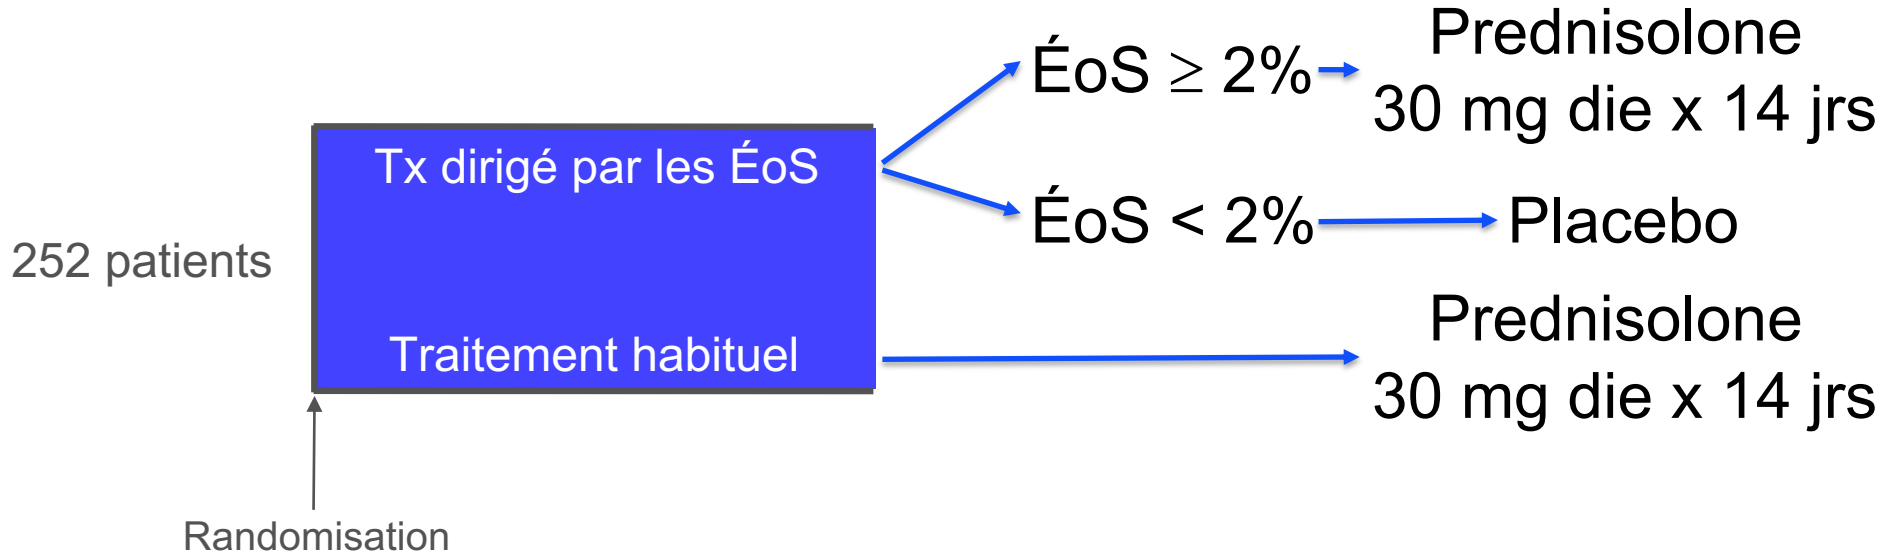 252 patients
Randomisation
Tx dirigé par les ÉoS
Traitement habituel
ÉoS ≥ 2%
Prednisolone
30 mg die x 14 jrs
ÉoS < 2%
Placebo
Prednisolone
30 mg die x 14 jrs